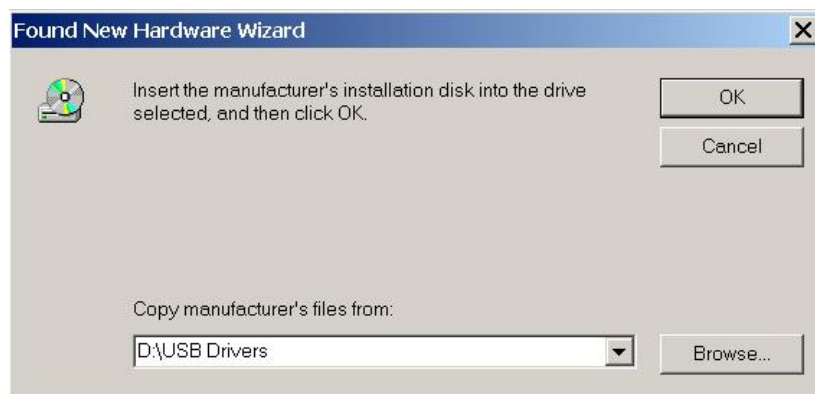 Found New Hardware Wizard
Insert the manufacturer's installation disk into the drive
selected, and then click OK.
OK
Cancel
Copy manufacturer's files from:
D:\USB Drivers
Browse...